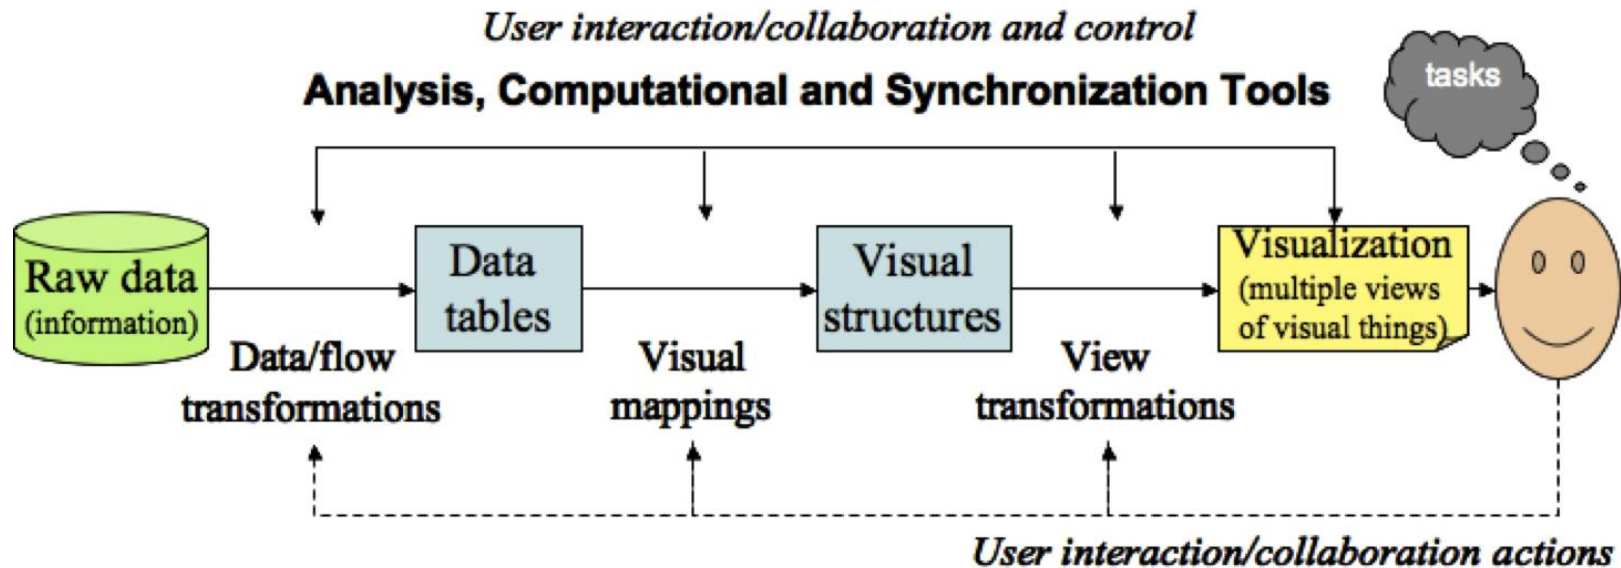 User interaction/collaboration and control
Analysis, Computational and Synchronization Tools
tasks
Raw data
(information)
Data
tables
Visual
structures
Visualization
(multiple views
of visual things)
Data/flow
transformations
Visual
mappings
View
transformations
User interaction/collaboration actions